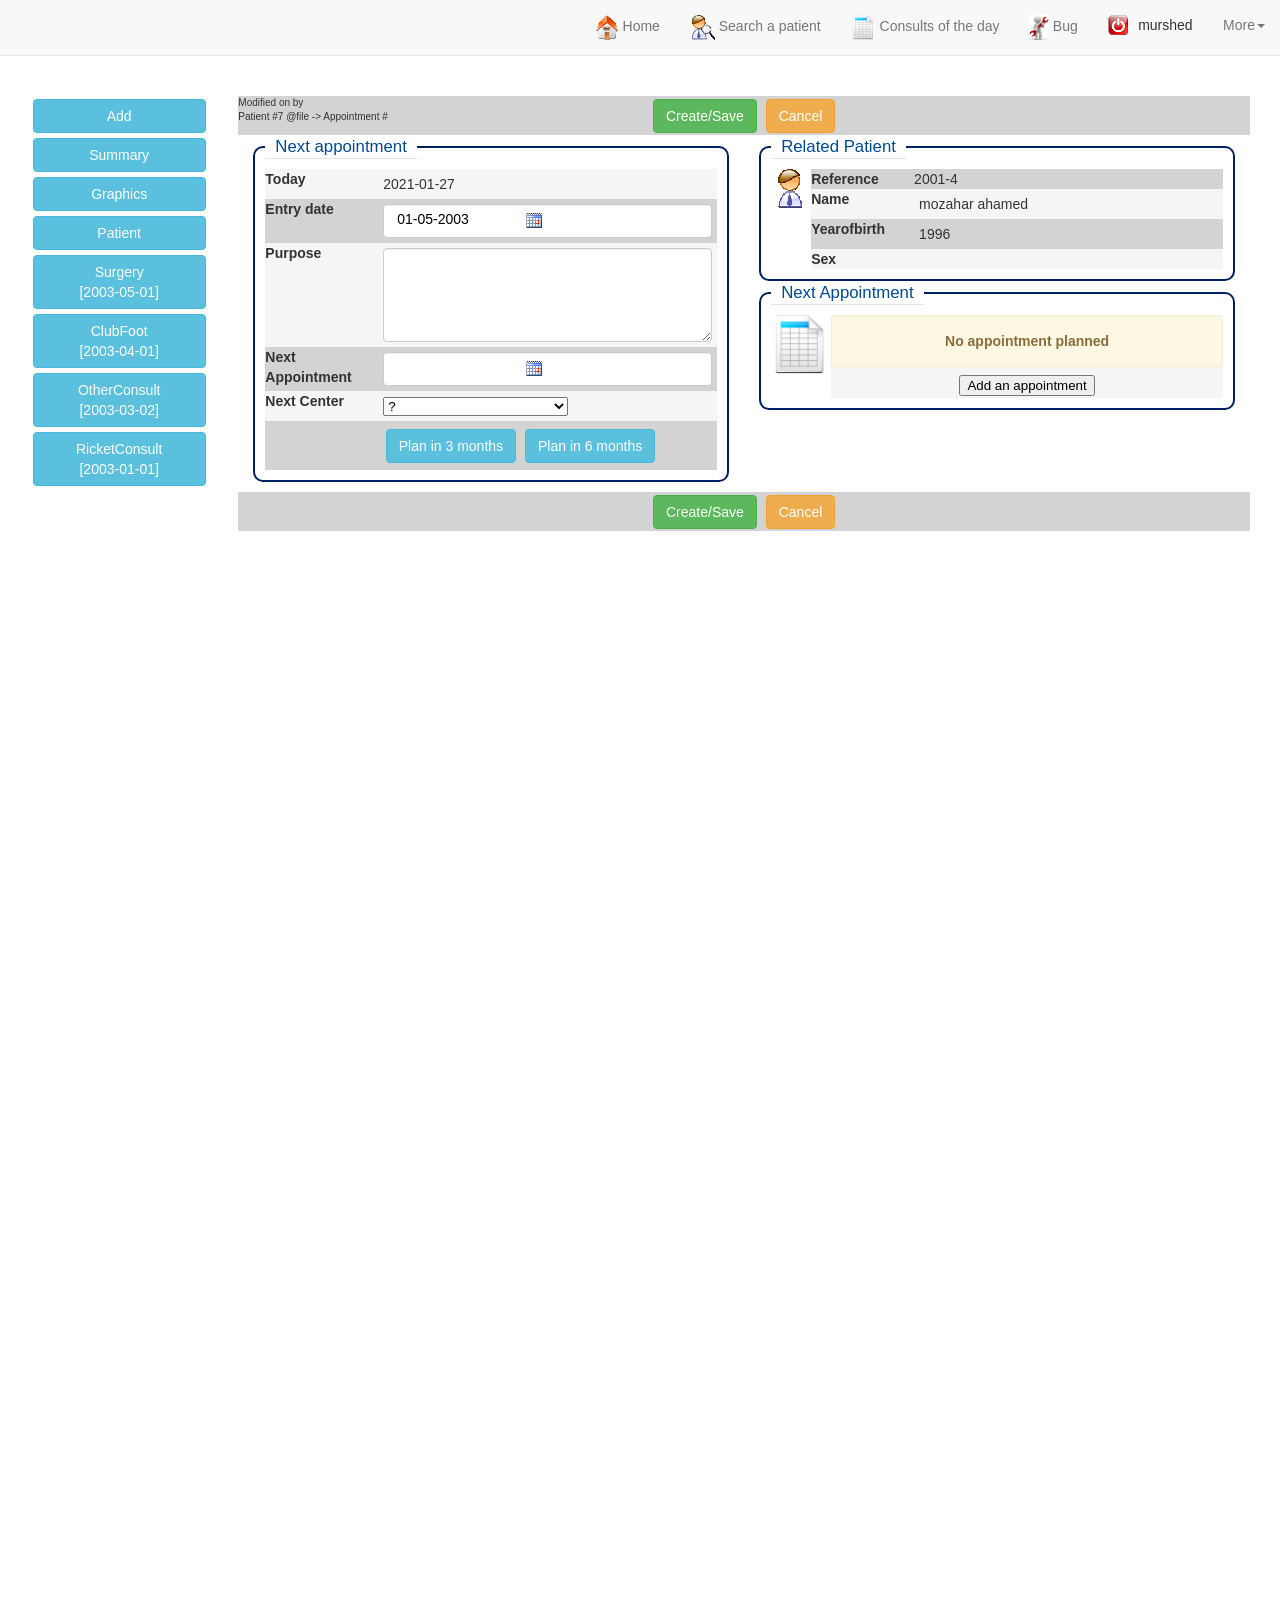 Home
Search a patient
Consults of the day
Bug
murshed
More
Add
Summary
Graphics
Patient
Surgery
[2003-05-01]
ClubFoot
[2003-04-01]
OtherConsult
[2003-03-02]
RicketConsult
[2003-01-01]
Modified on by
Patient #7 @file -> Appointment #
Create/Save
Cancel
Next appointment
Today
2021-01-27
Entry date
01-05-2003
Purpose
Next
Appointment
Next Center
?
Plan in 3 months
Plan in 6 months
Related Patient
Reference
2001-4
Name
mozahar ahamed
Yearofbirth
1996
Sex
Next Appointment
No appointment planned
Add an appointment
Create/Save
Cancel